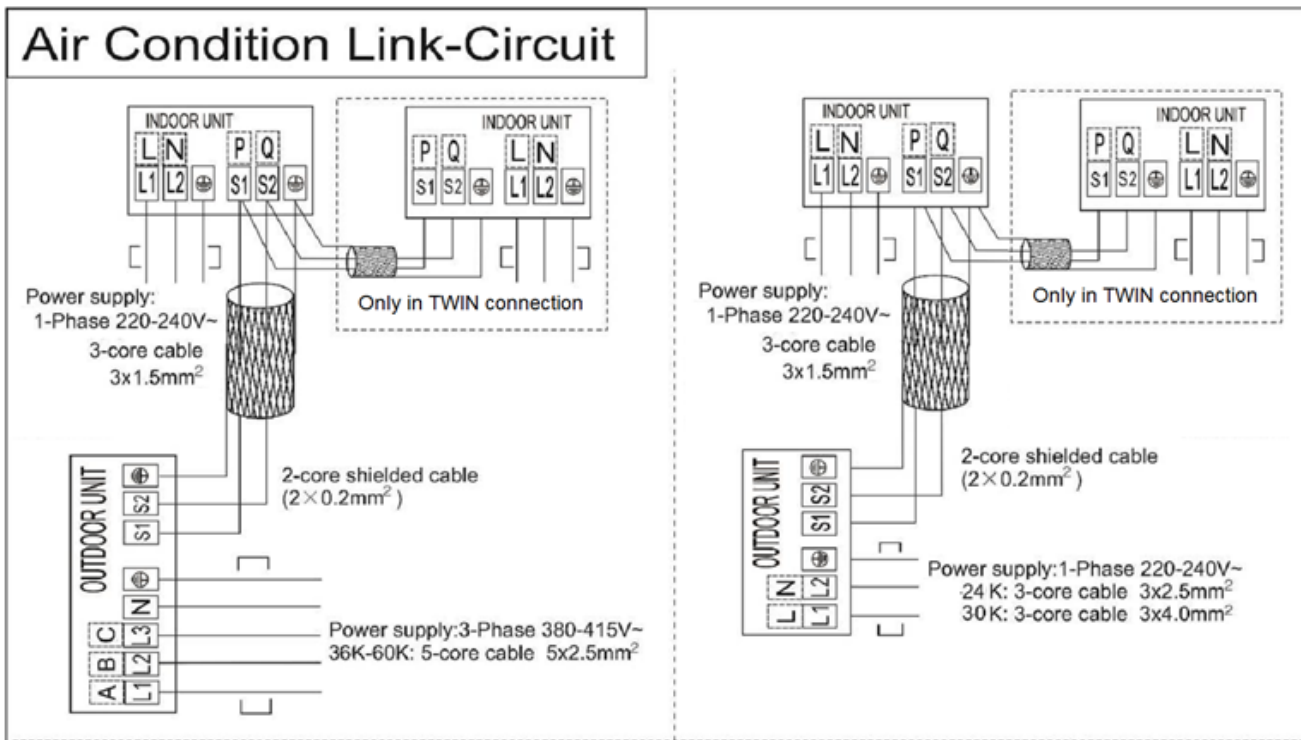 Air Condition Link-Circuit
INDOOR UNIT
L N P Q
L1 L2 S1 S2
INDOOR UNIT
P Q L N
S1 S2 L1 L2
Only in TWIN connection
Power supply:
1-Phase 220-240V~
3-core cable
3x1.5mm²
2-core shielded cable
(2×0.2mm²)
OUTDOOR UNIT
S2
S1
N
C L3
B L2
A L1
Power supply:3-Phase 380-415V~
36K-60K: 5-core cable 5x2.5mm²
INDOOR UNIT
L N P Q
L1 L2 S1 S2
INDOOR UNIT
P Q L N
S1 S2 L1 L2
Only in TWIN connection
Power supply:
1-Phase 220-240V~
3-core cable
3x1.5mm²
2-core shielded cable
(2×0.2mm²)
OUTDOOR UNIT
S2
S1
N L2
L L1
Power supply:1-Phase 220-240V~
24 K: 3-core cable 3x2.5mm²
30 K: 3-core cable 3x4.0mm²